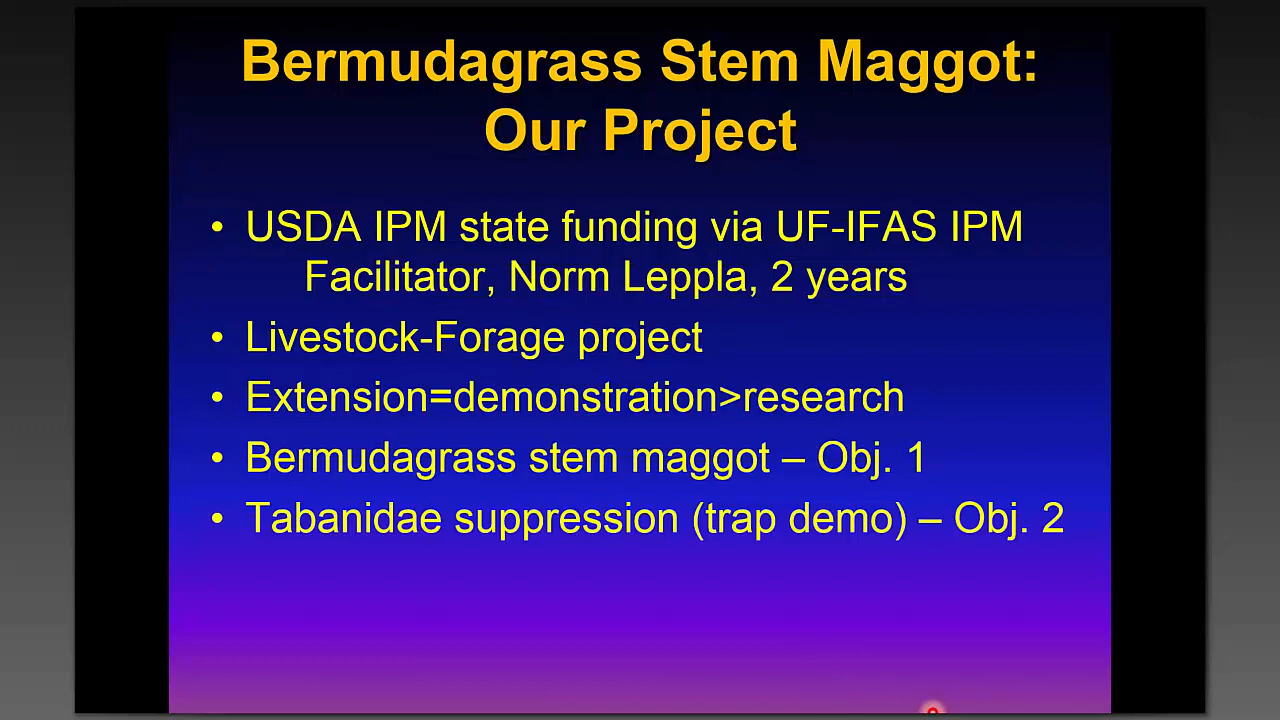 Bermudagrass Stem Maggot:
Our Project
• USDA IPM state funding via UF-IFAS IPM
Facilitator, Norm Leppla, 2 years
• Livestock-Forage project
• Extension=demonstration>research
• Bermudagrass stem maggot – Obj. 1
• Tabanidae suppression (trap demo) – Obj. 2